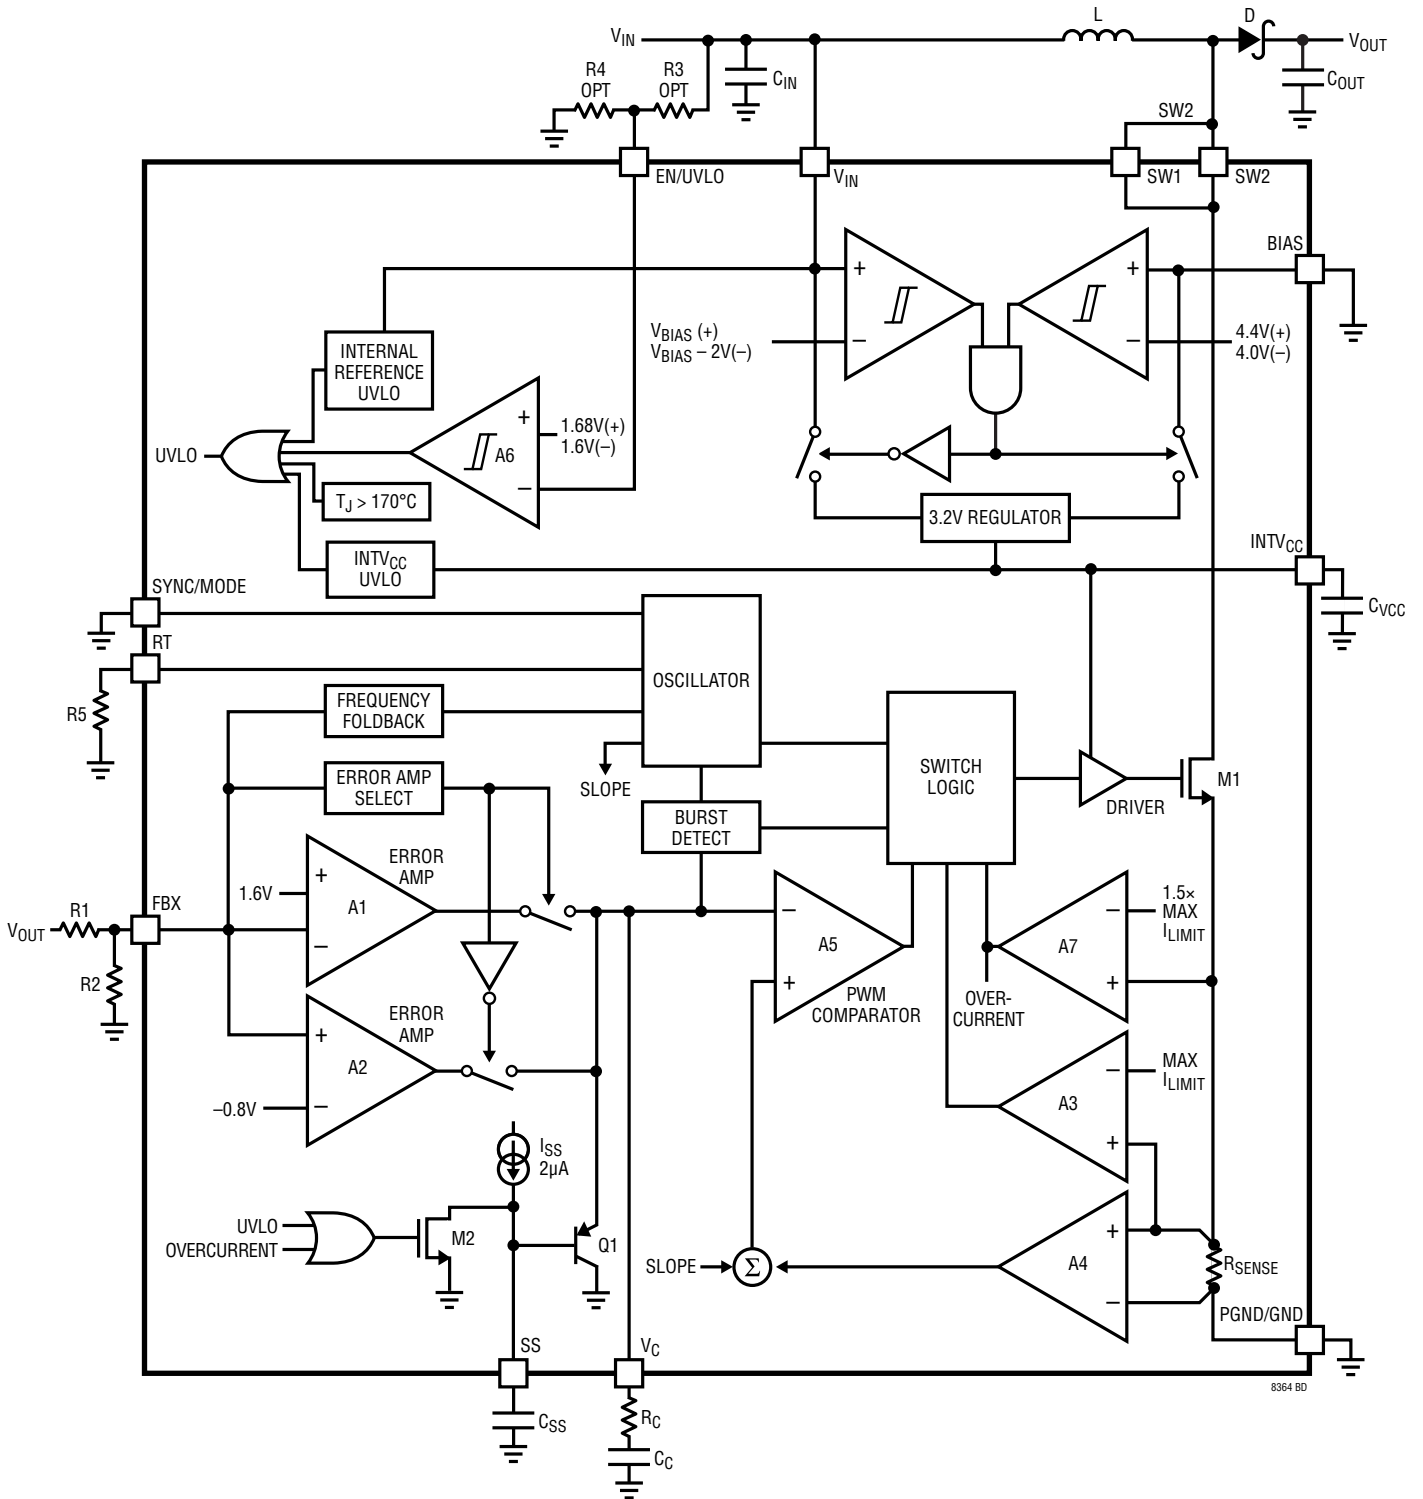 L
D
VIN
VOUT
R4
OPT
R3
OPT
CIN
COUT
SW2
EN/UVLO
VIN
SW1
SW2
BIAS
+
+
VBIAS (+)
VBIAS – 2V(–)
–
–
4.4V(+)
4.0V(–)
INTERNAL
REFERENCE
UVLO
+
1.68V(+)
1.6V(–)
UVLO
A6
–
TJ > 170°C
3.2V REGULATOR
INTVCC
UVLO
INTVCC
SYNC/MODE
CVCC
RT
R5
OSCILLATOR
FREQUENCY
FOLDBACK
SLOPE
ERROR AMP
SELECT
SWITCH
LOGIC
M1
DRIVER
BURST
DETECT
ERROR
AMP
+
1.6V
A1
–
FBX
R1
VOUT
R2
–
A5
+
PWM
COMPARATOR
–
1.5×
MAX
ILIMIT
A7
+
OVER-
CURRENT
ERROR
AMP
+
A2
–0.8V
–
–
MAX
ILIMIT
A3
+
ISS
2µA
UVLO
OVERCURRENT
M2
Q1
SLOPE
Σ
+
A4
–
RSENSE
PGND/GND
SS
VC
8364 BD
CSS
RC
CC